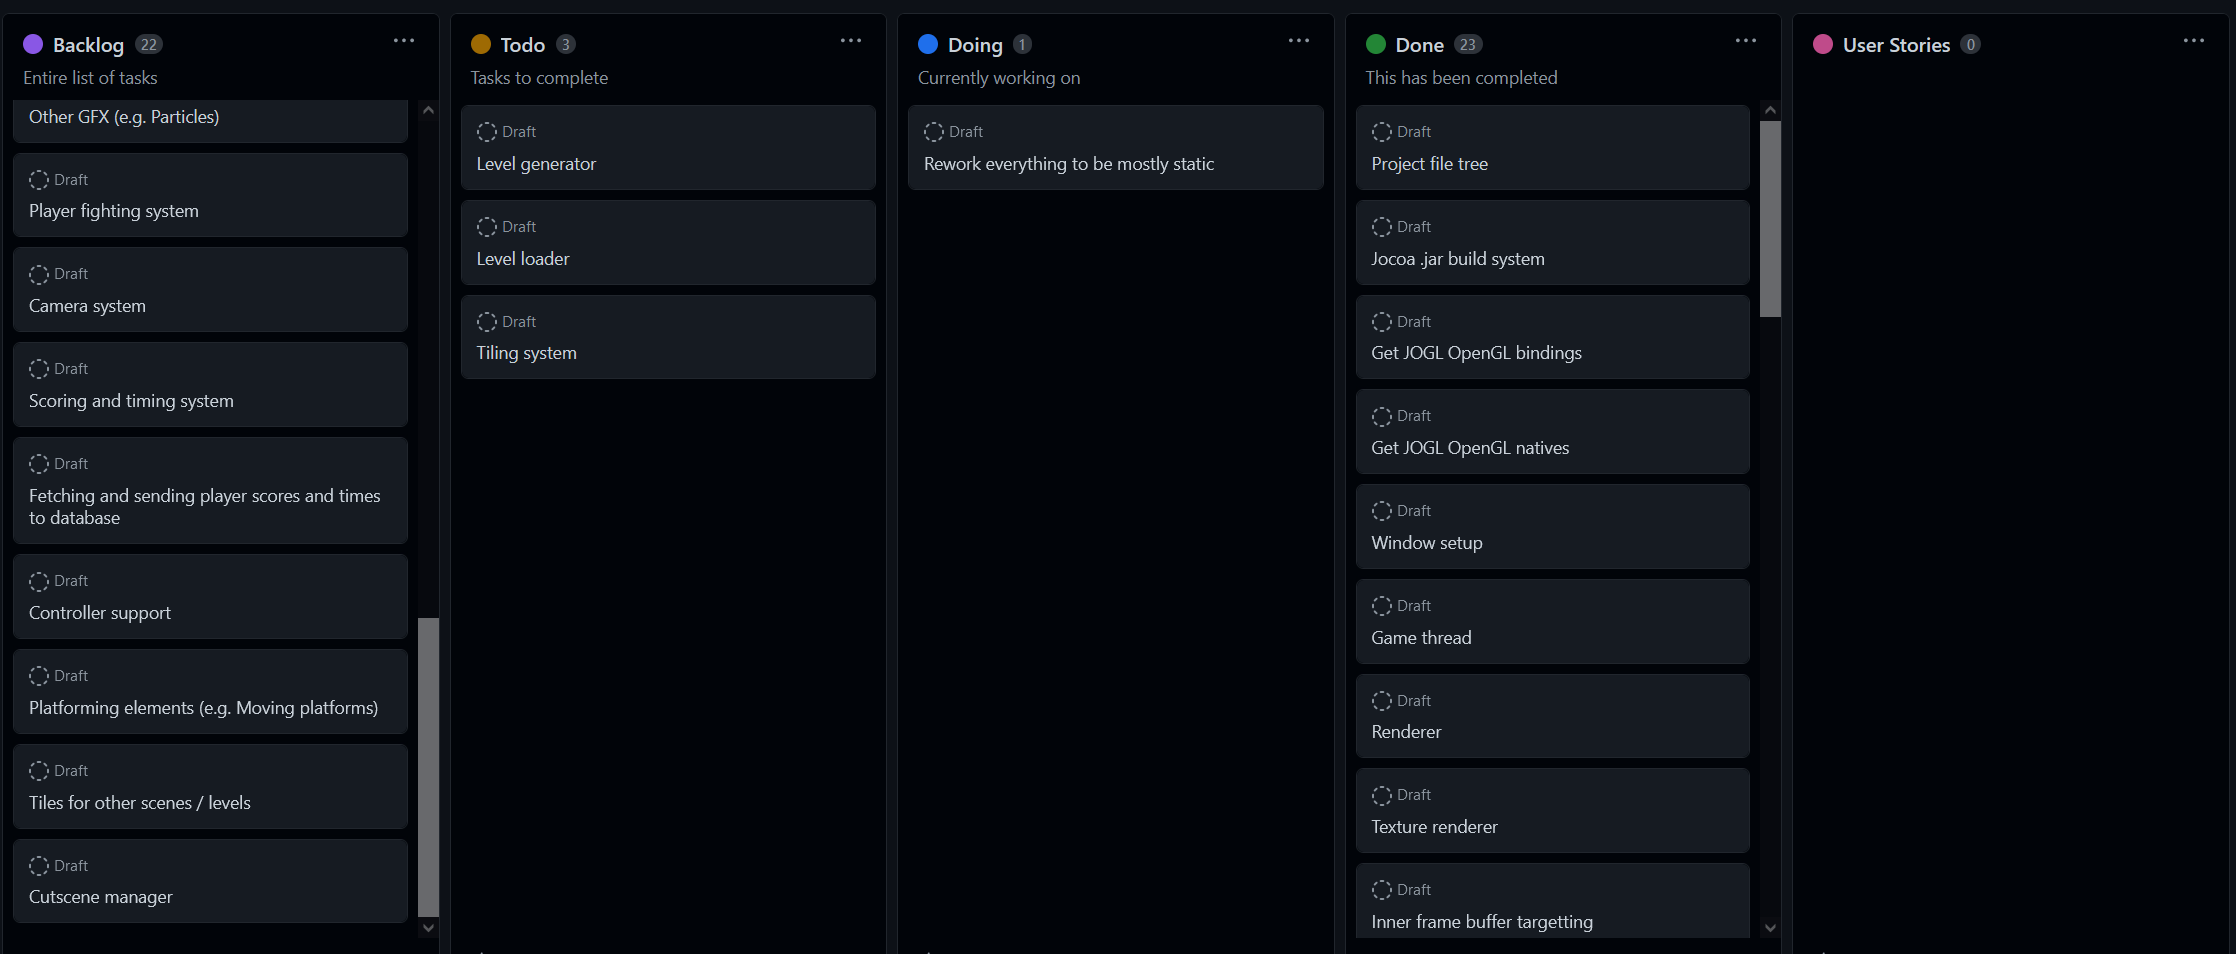 Backlog 22
Entire list of tasks
Other GFX (e.g. Particles)
Draft
Player fighting system
Draft
Camera system
Draft
Scoring and timing system
Draft
Fetching and sending player scores and times
to database
Draft
Controller support
Draft
Platforming elements (e.g. Moving platforms)
Draft
Tiles for other scenes / levels
Draft
Cutscene manager
Todo 3
Tasks to complete
Draft
Level generator
Draft
Level loader
Draft
Tiling system
Doing 1
Currently working on
Draft
Rework everything to be mostly static
Done 23
This has been completed
Draft
Project file tree
Draft
Jocoa .jar build system
Draft
Get JOGL OpenGL bindings
Draft
Get JOGL OpenGL natives
Draft
Window setup
Draft
Game thread
Draft
Renderer
Draft
Texture renderer
Draft
Inner frame buffer targetting
User Stories 0